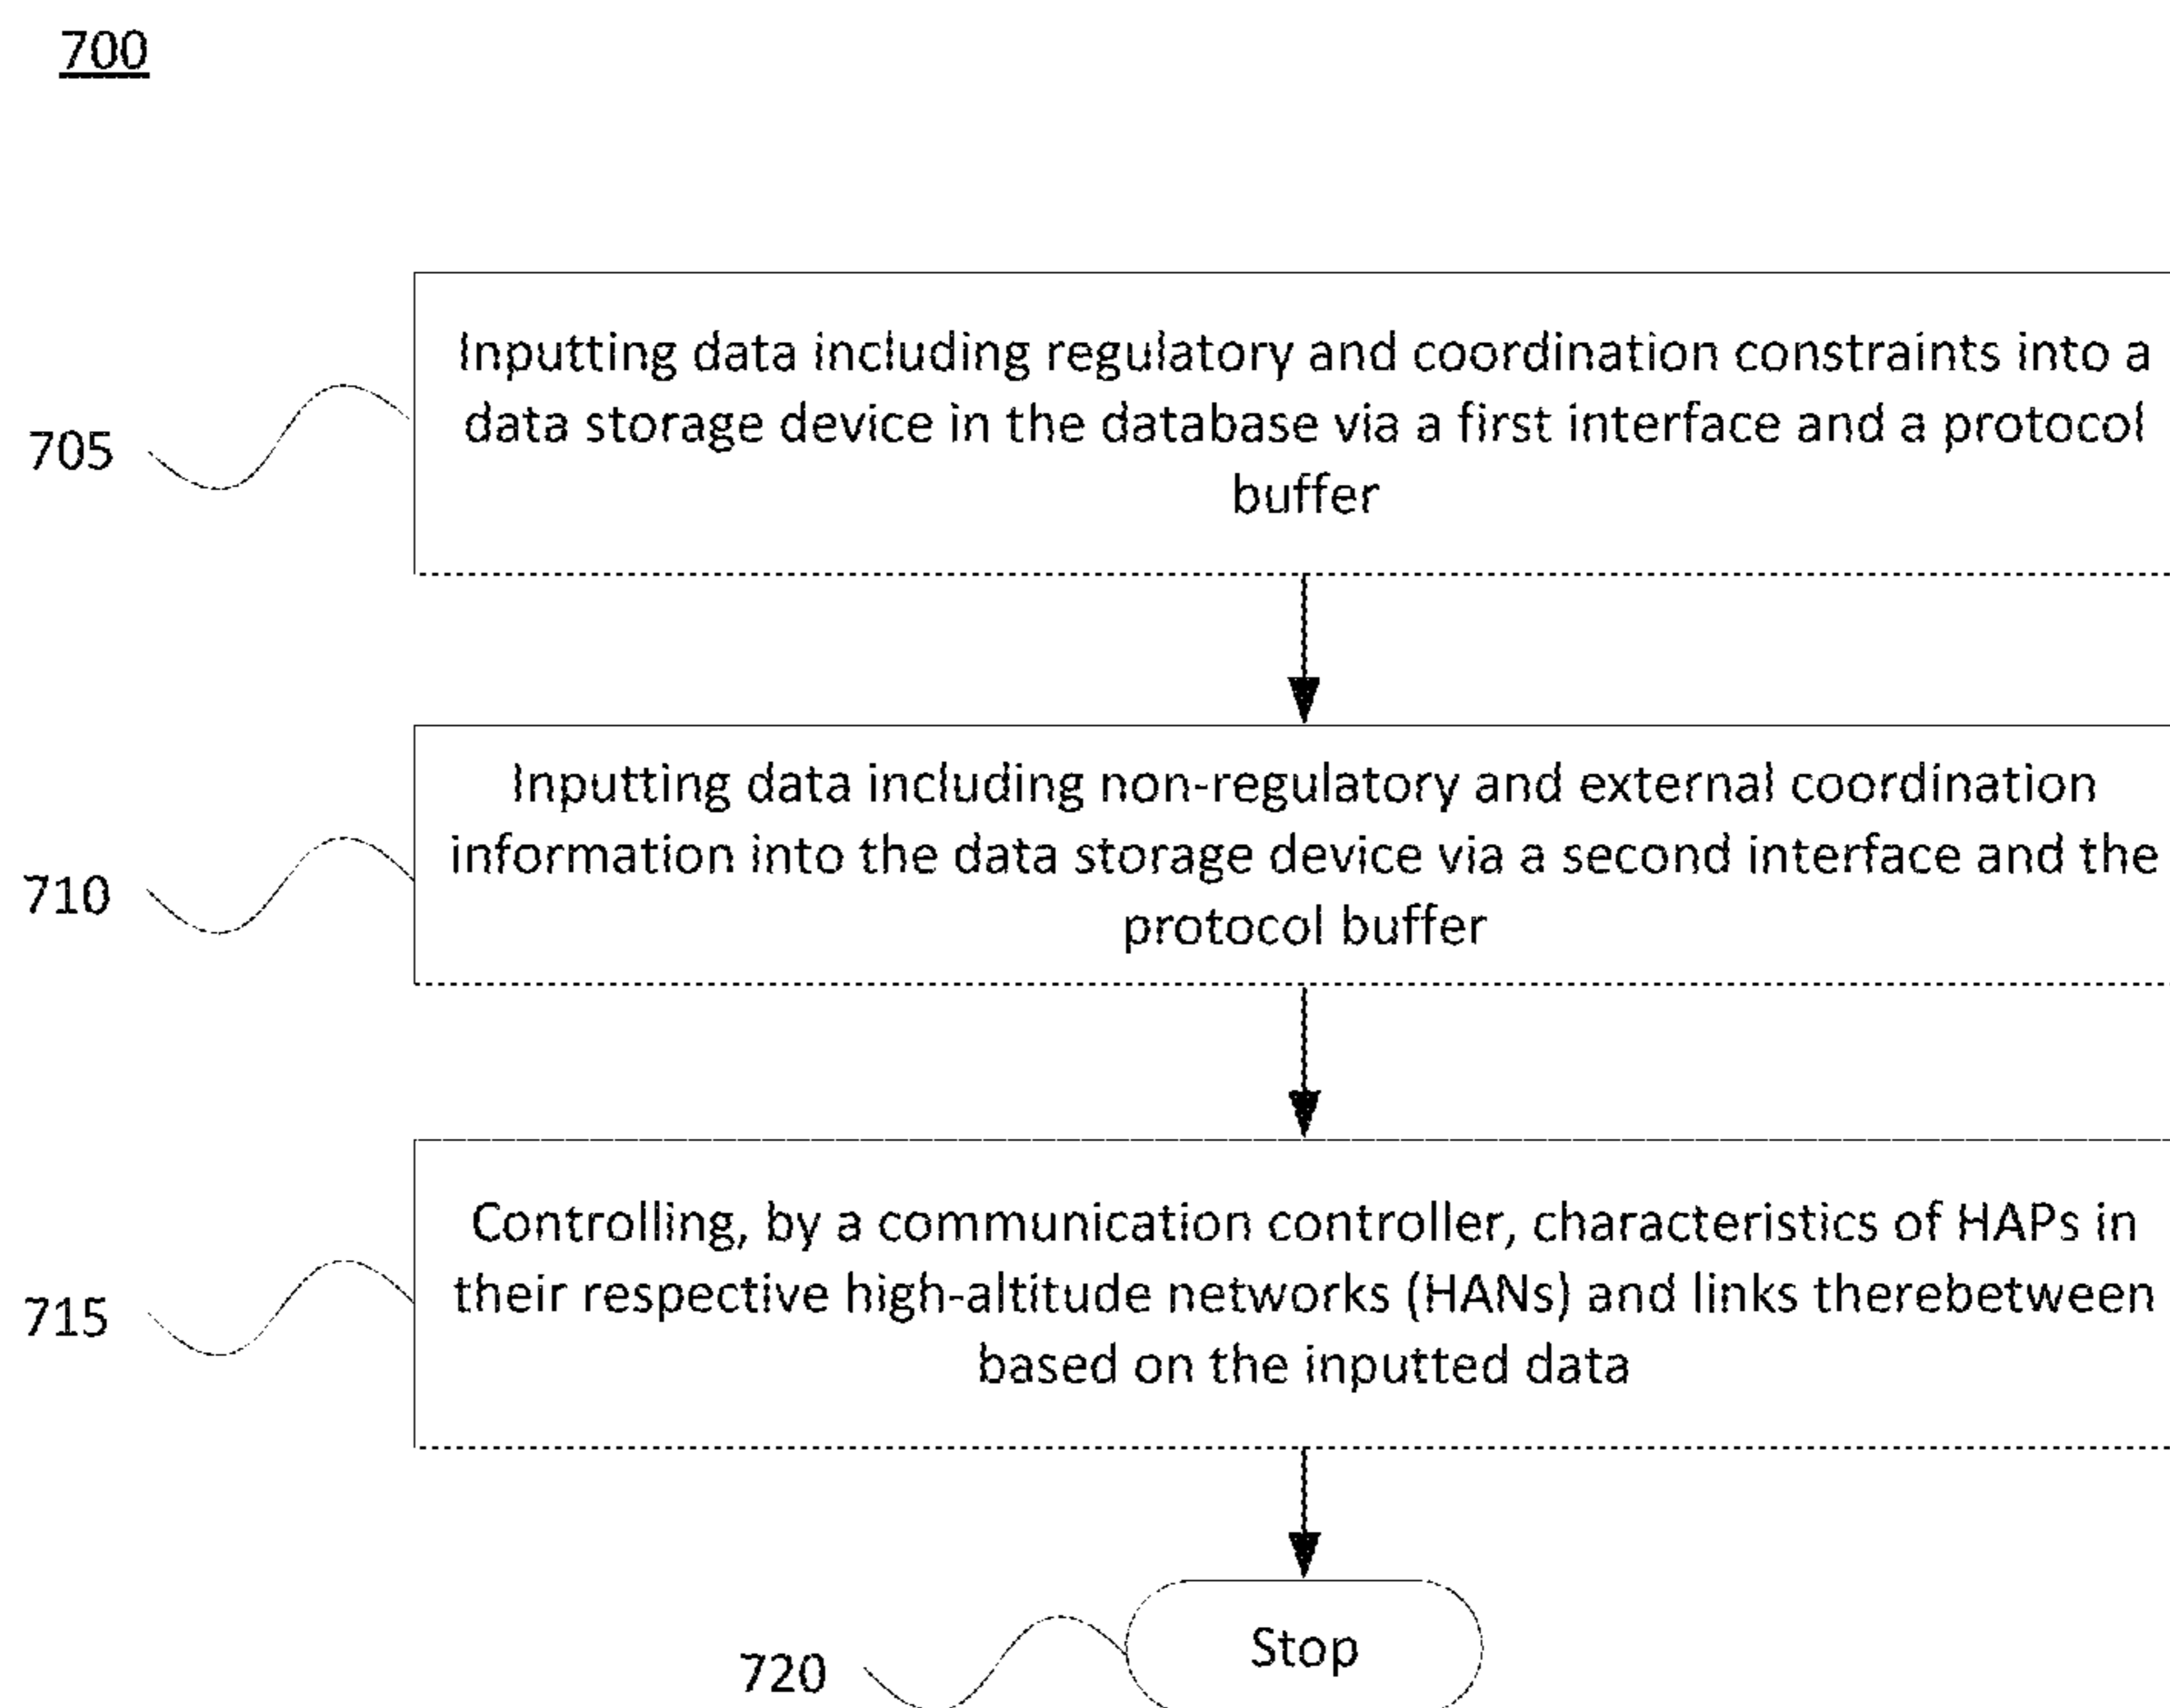 700
Inputting data including regulatory and coordination constraints into a
data storage device in the database via a first interface and a protocol
buffer
705
Inputting data including non-regulatory and external coordination
information into the data storage device via a second interface and the
protocol buffer
710
Controlling, by a communication controller, characteristics of HAPs in
their respective high-altitude networks (HANs) and links therebetween
based on the inputted data
715
Stop
720